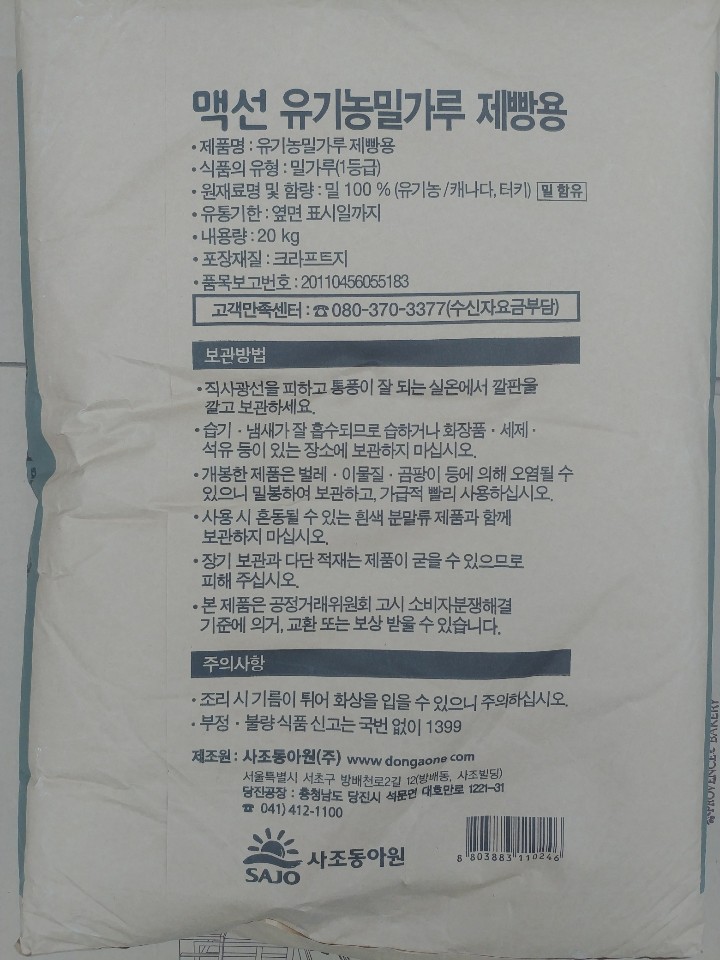 맥선 유기농밀가루 제빵용
• 제품명 : 유기농밀가루 제빵용
• 식품의 유형 : 밀가루(1등급)
• 원재료명 및 함량 : 밀 100 % (유기농/캐나다, 터키) 밀 함유
• 유통기한 : 옆면 표시일까지
• 내용량 : 20 kg
• 포장재질 : 크라프트지
• 품목보고번호 : 20110456055183
고객만족센터 : ☎ 080-370-3377(수신자요금부담)
보관방법
• 직사광선을 피하고 통풍이 잘 되는 실온에서 깔판을
깔고 보관하세요.
• 습기 · 냄새가 잘 흡수되므로 습하거나 화장품 · 세제 ·
석유 등이 있는 장소에 보관하지 마십시오.
• 개봉한 제품은 벌레 · 이물질 · 곰팡이 등에 의해 오염될 수
있으니 밀봉하여 보관하고, 가급적 빨리 사용하십시오.
• 사용 시 혼동될 수 있는 흰색 분말류 제품과 함께
보관하지 마십시오.
• 장기 보관과 다단 적재는 제품이 굳을 수 있으므로
피해 주십시오.
• 본 제품은 공정거래위원회 고시 소비자분쟁해결
기준에 의거, 교환 또는 보상 받을 수 있습니다.
주의사항
• 조리 시 기름이 튀어 화상을 입을 수 있으니 주의하십시오.
• 부정 · 불량 식품 신고는 국번 없이 1399
제조원 : 사조동아원(주) www.dongaone.com
서울특별시 서초구 방배천로2길 12(방배동, 사조빌딩)
당진공장 : 충청남도 당진시 석문면 대호만로 1221-31
☎ 041) 412-1100
SAJO 사조동아원
8 803883 110246